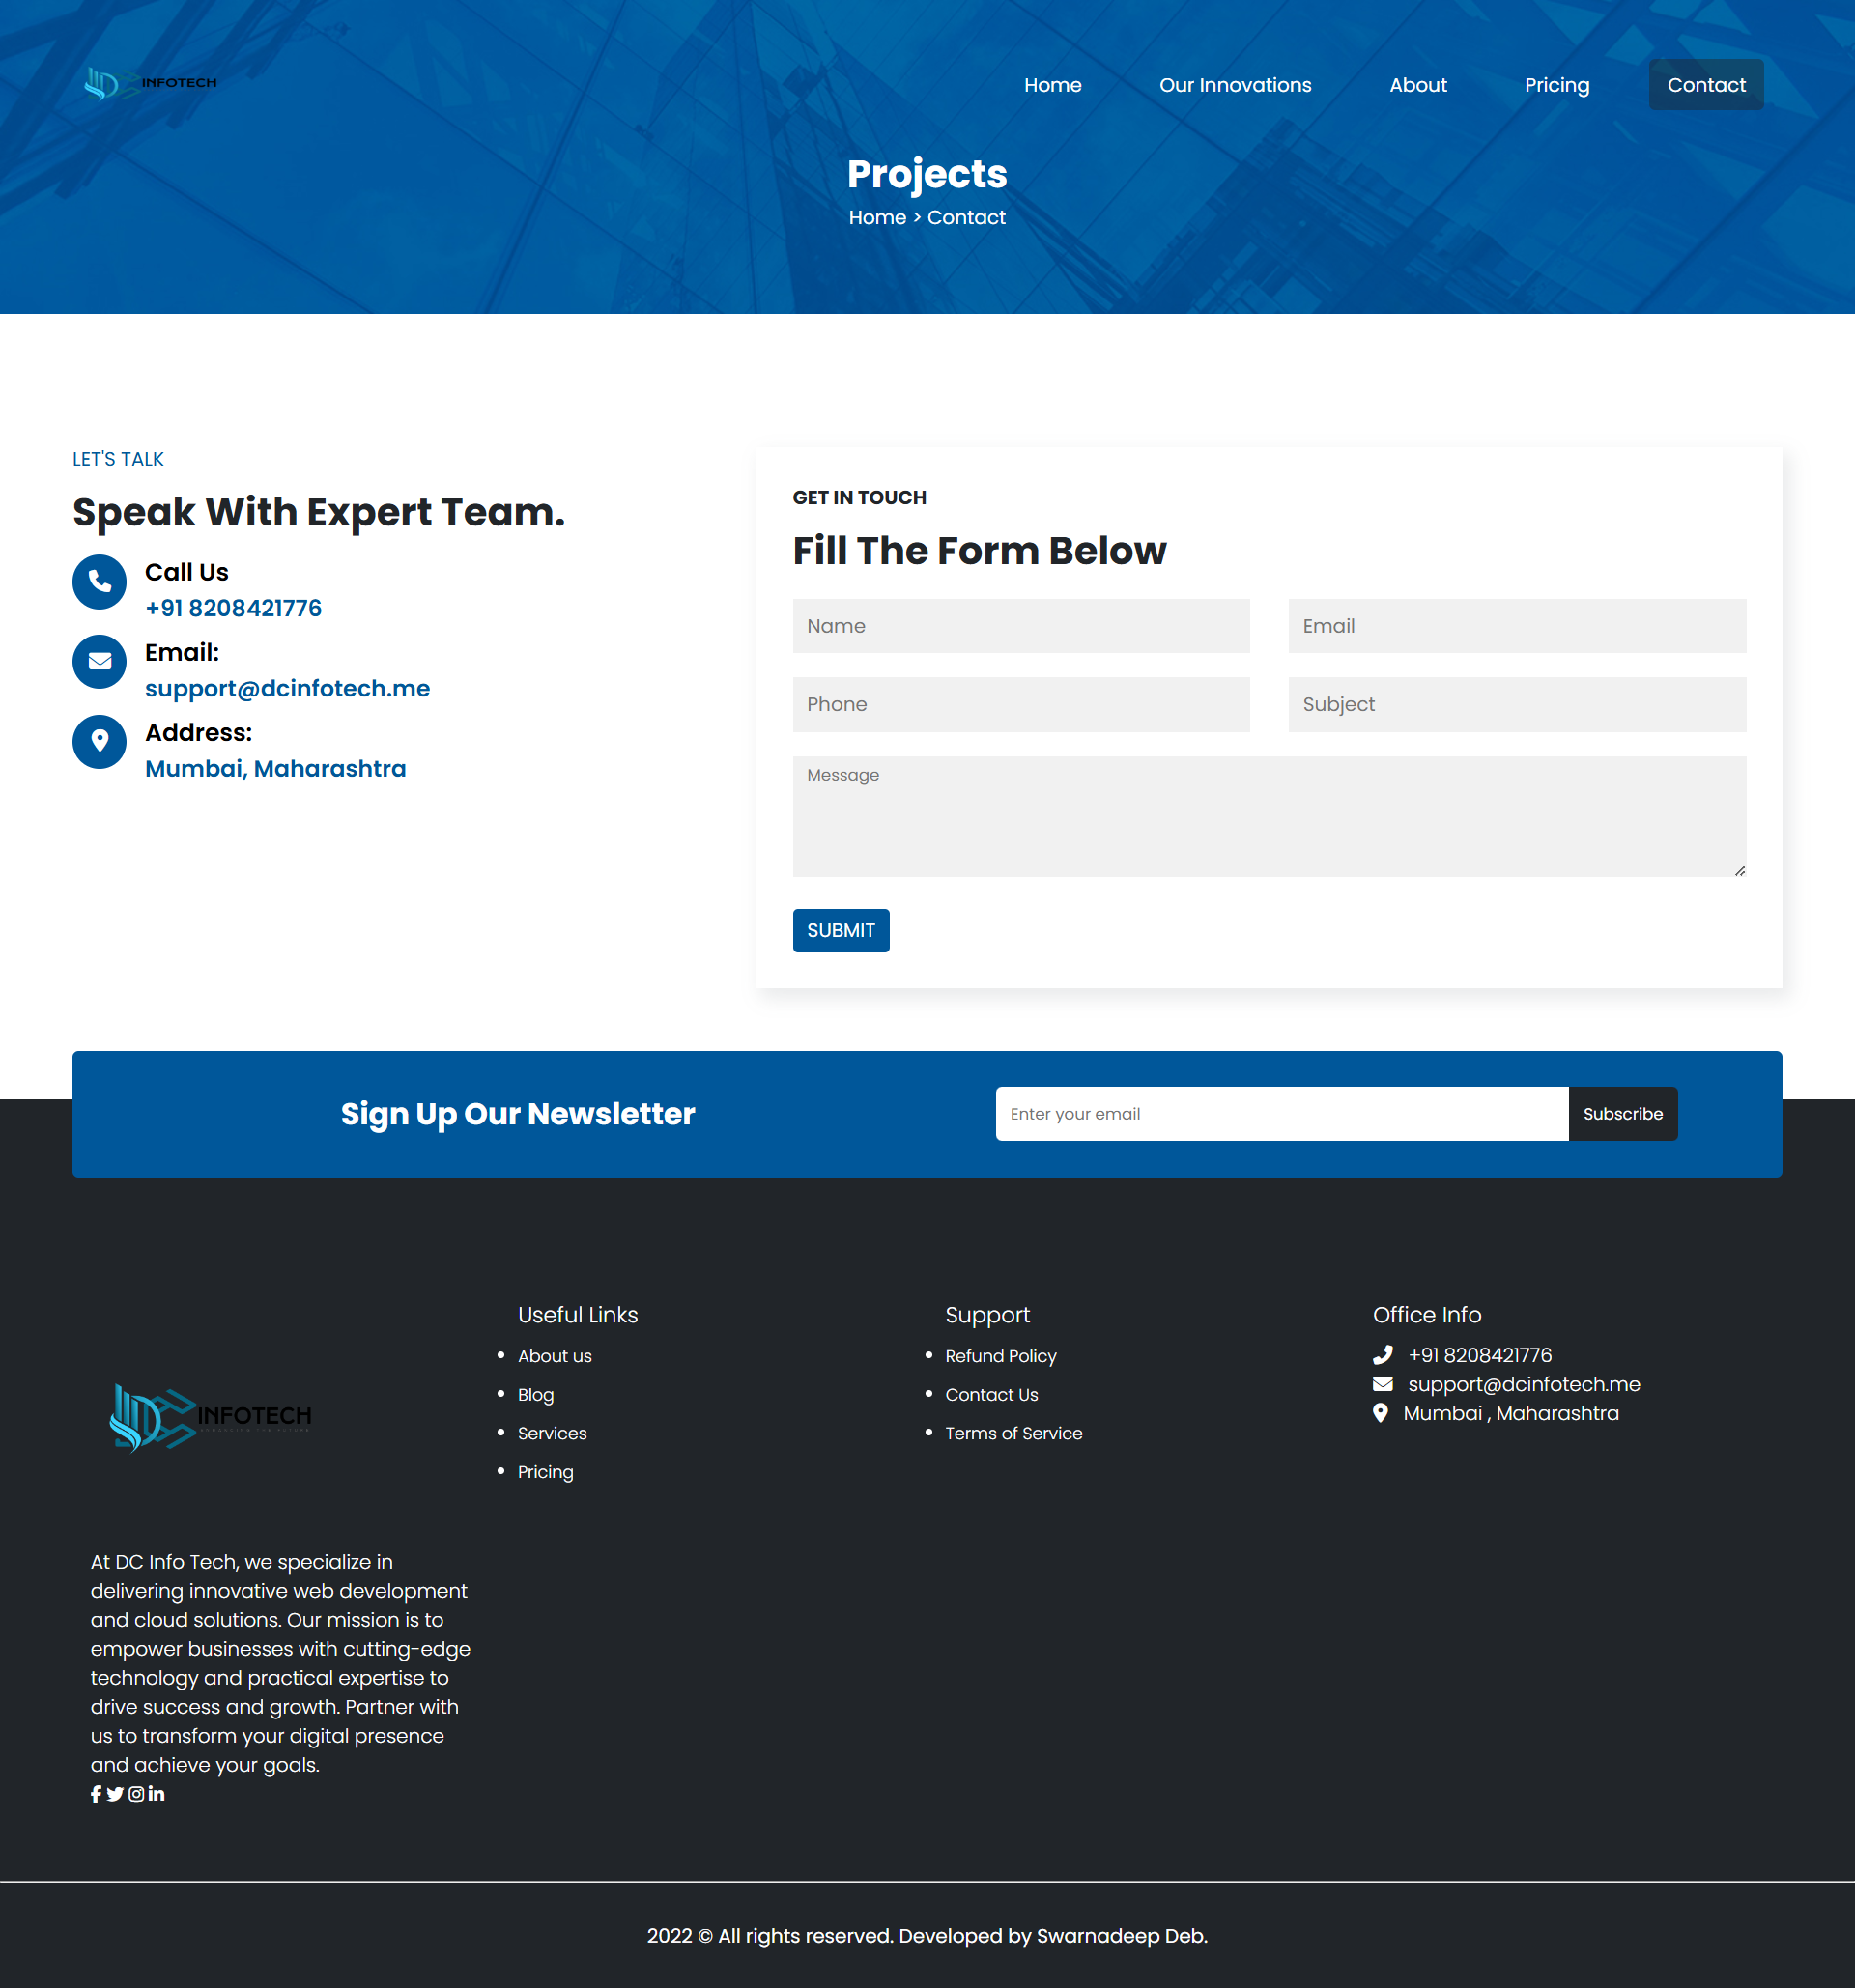 INFOTECH
Home
Our Innovations
About
Pricing
Contact
Projects
Home > Contact
LET'S TALK
Speak With Expert Team.
Call Us
+91 8208421776
Email:
support@dcinfotech.me
Address:
Mumbai, Maharashtra
GET IN TOUCH
Fill The Form Below
Name
Email
Phone
Subject
Message
SUBMIT
Sign Up Our Newsletter
Enter your email
Subscribe
INFOTECH
At DC Info Tech, we specialize in
delivering innovative web development
and cloud solutions. Our mission is to
empower businesses with cutting-edge
technology and practical expertise to
drive success and growth. Partner with
us to transform your digital presence
and achieve your goals.
Useful Links
About us
Blog
Services
Pricing
Support
Refund Policy
Contact Us
Terms of Service
Office Info
+91 8208421776
support@dcinfotech.me
Mumbai , Maharashtra
2022 © All rights reserved. Developed by Swarnadeep Deb.